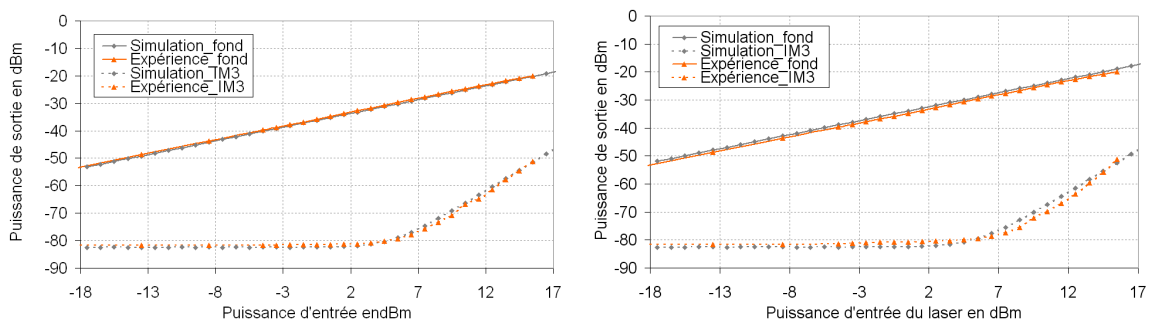 0
-10
-20
-30
-40
-50
-60
-70
-80
-90
Puissance de sortie en dBm
Simulation_fond
Expérience_fond
Simulation_IM3
Expérience_IM3
-18 -13 -8 -3 2 7 12 17
Puissance d'entrée endBm
0
-10
-20
-30
-40
-50
-60
-70
-80
-90
Puissance de sortie en dBm
Simulation_fond
Simulation_IM3
Expérience_fond
Expérience_IM3
-18 -13 -8 -3 2 7 12 17
Puissance d'entrée du laser en dBm